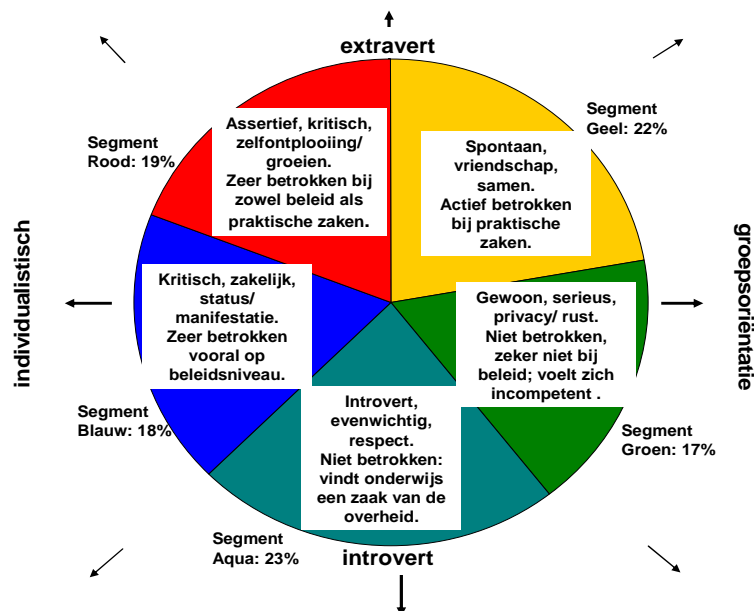 extravert
Segment
Rood: 19%
Assertief, kritisch,
zelfontplooiing/
groeien.
Zeer betrokken bij
zowel beleid als
praktische zaken.
Segment
Geel: 22%
Spontaan,
vriendschap,
samen.
Actief betrokken
bij praktische
zaken.
individualistisch
groepsoriëntatie
Kritisch, zakelijk,
status/
manifestatie.
Zeer betrokken
vooral op
beleidsniveau.
Gewoon, serieus,
privacy/ rust.
Niet betrokken,
zeker niet bij
beleid; voelt zich
incompetent .
Segment
Blauw: 18%
Introvert,
evenwichtig,
respect.
Niet betrokken:
vindt onderwijs
een zaak van de
overheid.
Segment
Groen: 17%
Segment
Aqua: 23%
introvert